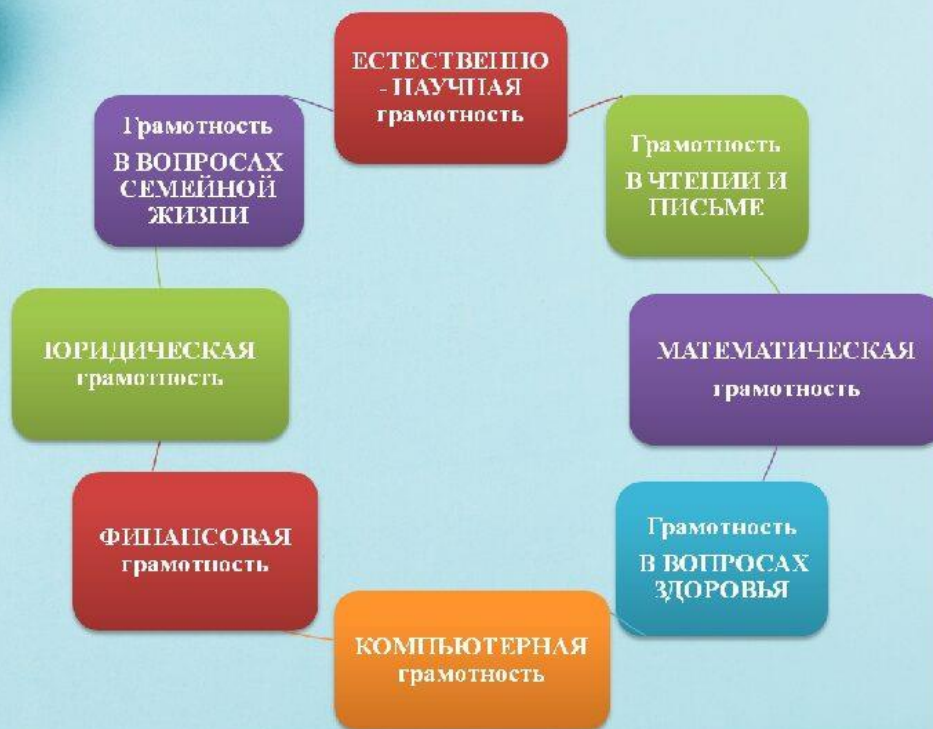 ЕСТЕСТВЕННО
- НАУЧНАЯ
грамотность
Грамотность
В ЧТЕНИИ И
ПИСЬМЕ
МАТЕМАТИЧЕСКАЯ
грамотность
Грамотность
В ВОПРОСАХ
ЗДОРОВЬЯ
КОМПЬЮТЕРНАЯ
грамотность
ФИНАНСОВАЯ
грамотность
ЮРИДИЧЕСКАЯ
грамотность
Грамотность
В ВОПРОСАХ
СЕМЕЙНОЙ
ЖИЗНИ